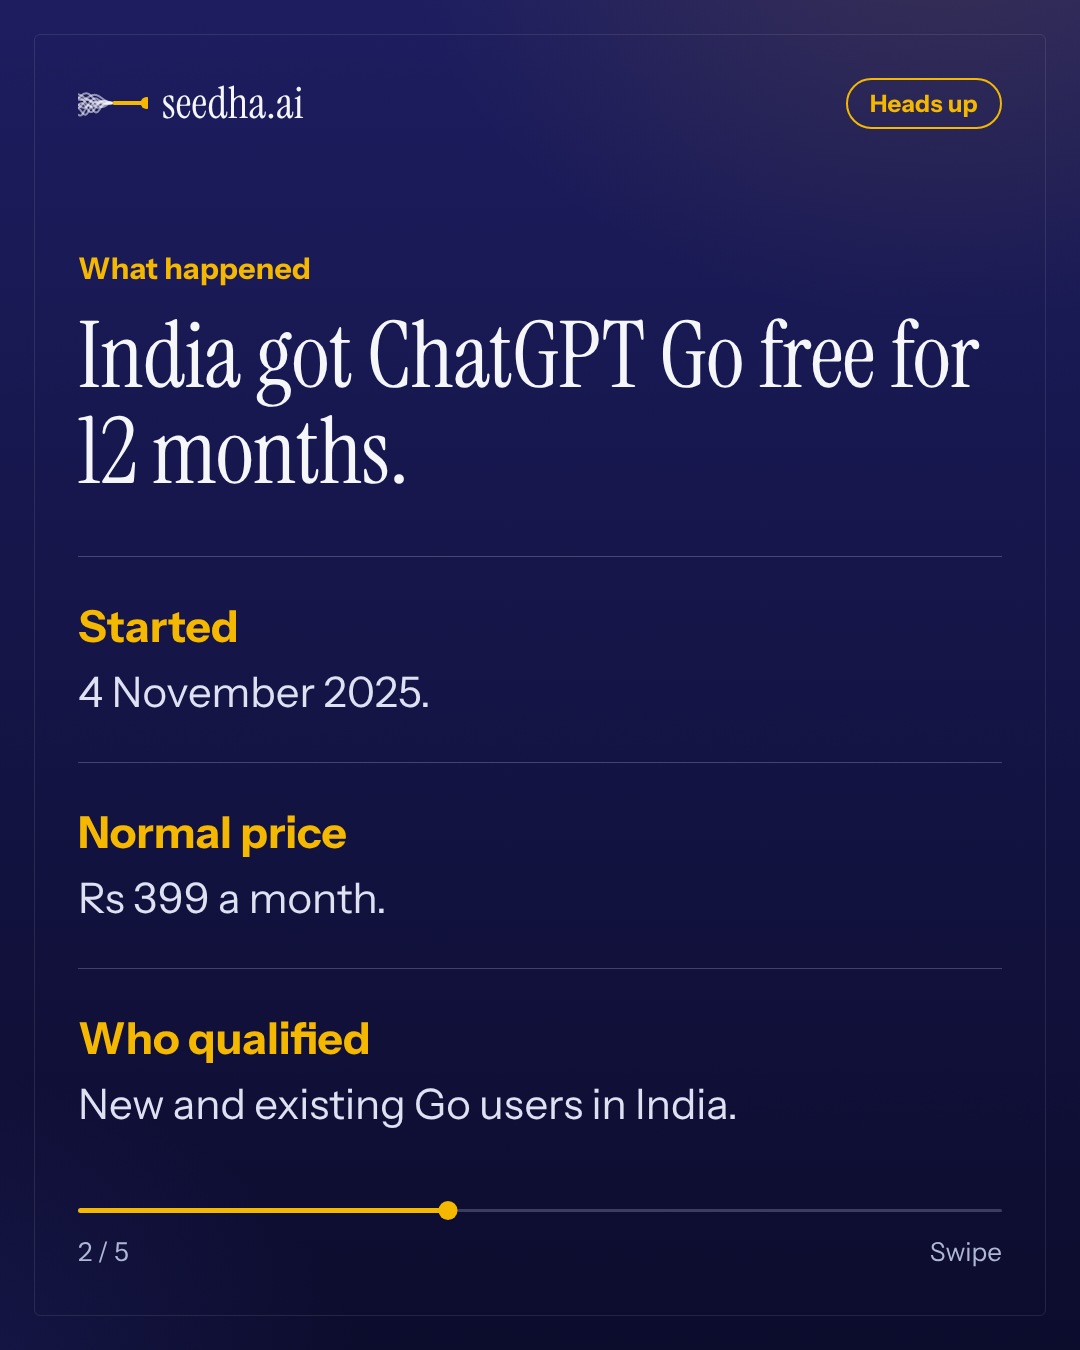 seedha.ai
Heads up
What happened
India got ChatGPT Go free for
12 months.
Started
4 November 2025.
Normal price
Rs 399 a month.
Who qualified
New and existing Go users in India.
2 / 5
Swipe